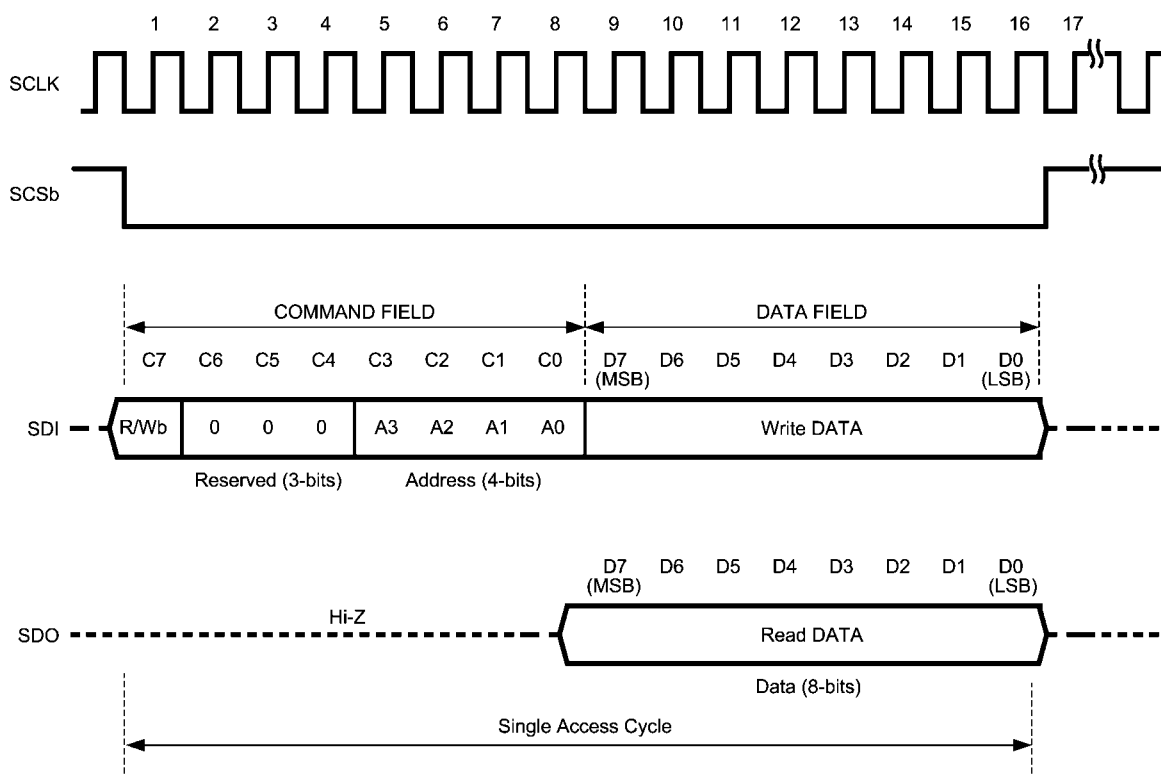 1 2 3 4 5 6 7 8 9 10 11 12 13 14 15 16 17
SCLK
SCSb
COMMAND FIELD DATA FIELD
C7 C6 C5 C4 C3 C2 C1 C0 D7 D6 D5 D4 D3 D2 D1 D0
(MSB) (LSB)
SDI R/Wb 0 0 0 A3 A2 A1 A0 Write DATA
Reserved (3-bits) Address (4-bits)
D7 D6 D5 D4 D3 D2 D1 D0
(MSB) (LSB)
Hi-Z
SDO Read DATA
Data (8-bits)
Single Access Cycle